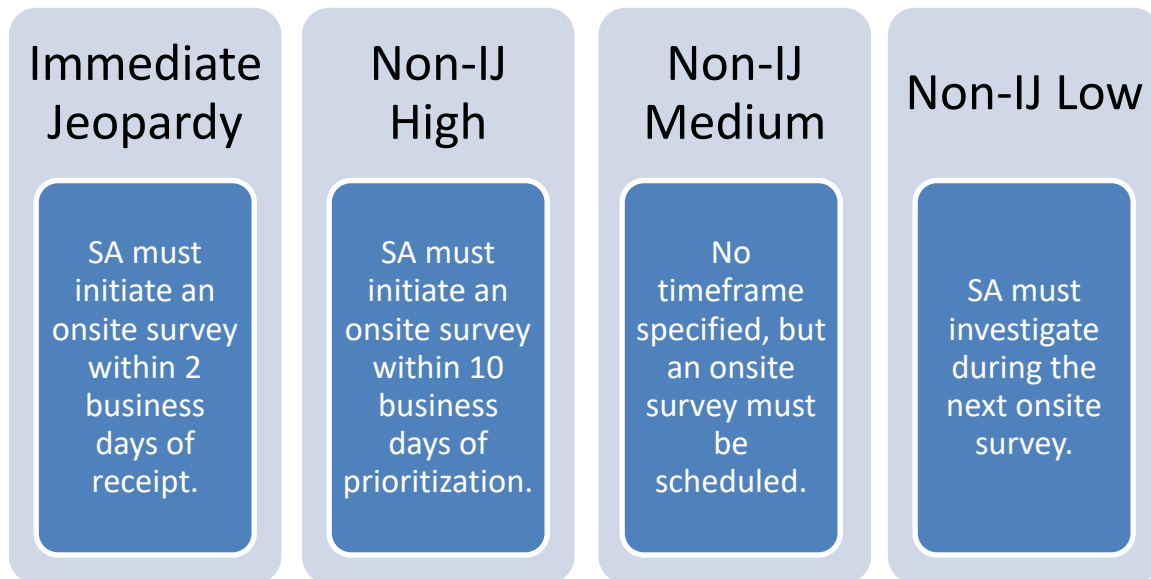 Immediate
Jeopardy
SA must
initiate an
onsite survey
within 2
business
days of
receipt.
Non-IJ
High
SA must
initiate an
onsite survey
within 10
business
days of
prioritization.
Non-IJ
Medium
No
timeframe
specified, but
an onsite
survey must
be
scheduled.
Non-IJ Low
SA must
investigate
during the
next onsite
survey.